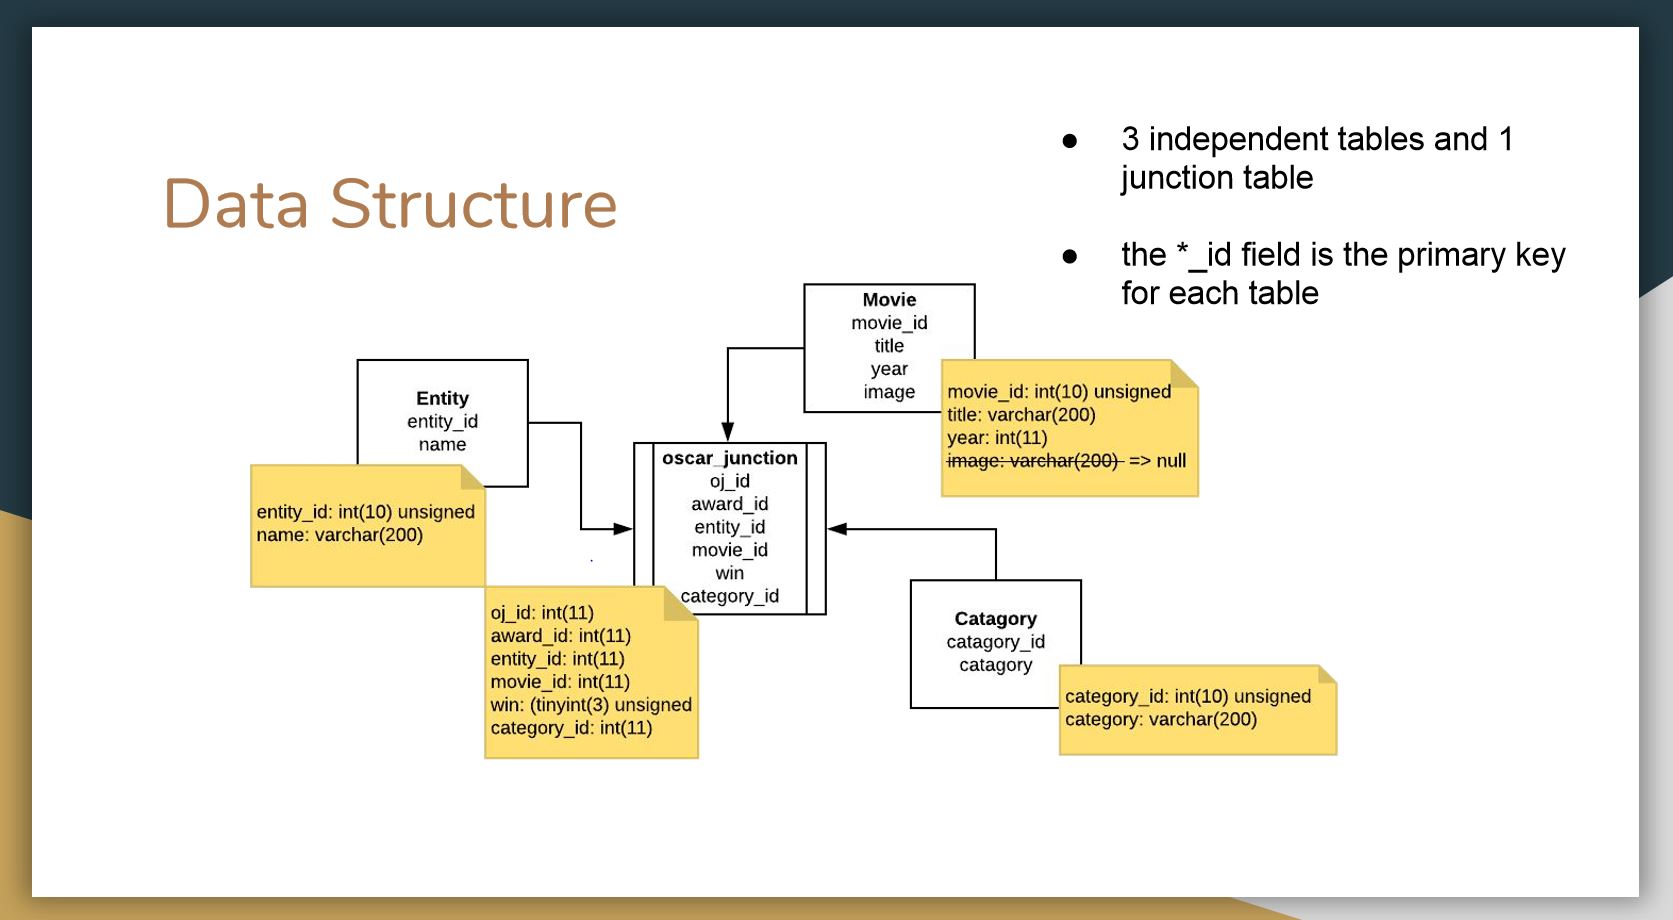 Data Structure
● 3 independent tables and 1
junction table
● the *_id field is the primary key
for each table
Movie
movie_id
title
year
image
movie_id: int(10) unsigned
title: varchar(200)
year: int(11)
image: varchar(200) => null
Entity
entity_id
name
entity_id: int(10) unsigned
name: varchar(200)
oscar_junction
oj_id
award_id
entity_id
movie_id
win
category_id
oj_id: int(11)
award_id: int(11)
entity_id: int(11)
movie_id: int(11)
win: (tinyint(3) unsigned
category_id: int(11)
Catagory
catagory_id
catagory
category_id: int(10) unsigned
category: varchar(200)